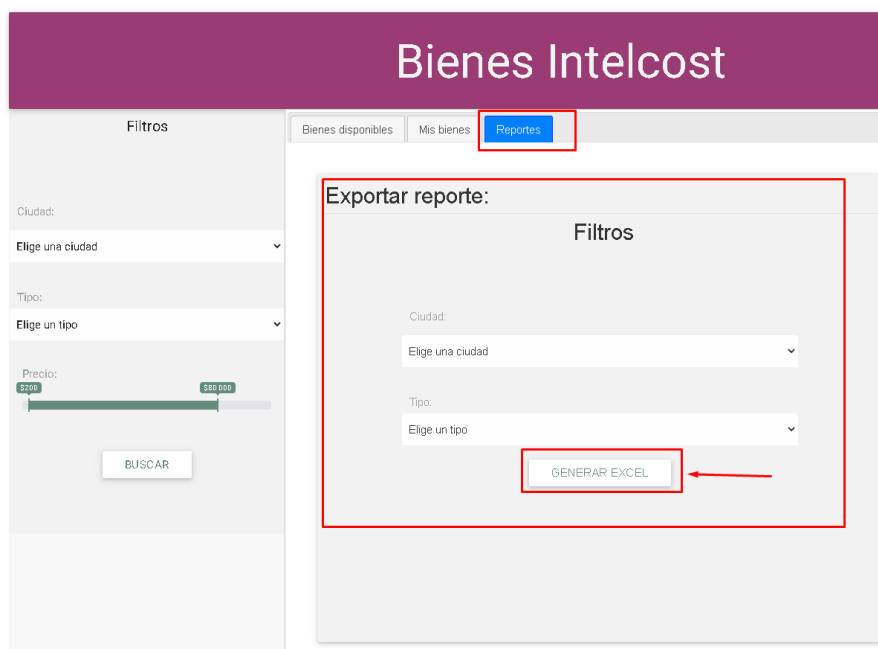 Bienes Intelcost
Filtros
Ciudad:
Elige una ciudad
Tipo:
Elige un tipo
Precio:
$200 $80 000
BUSCAR
Bienes disponibles Mis bienes Reportes
Exportar reporte:
Filtros
Ciudad:
Elige una ciudad
Tipo:
Elige un tipo
GENERAR EXCEL